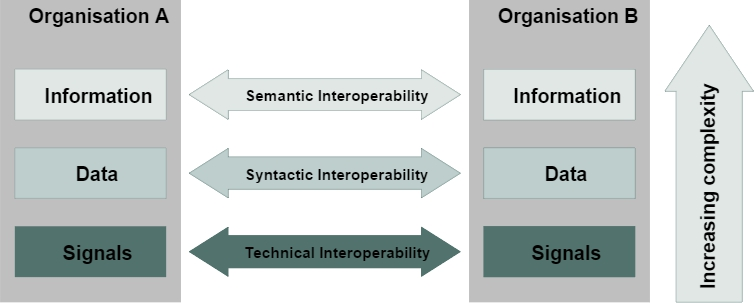 Organisation A
Organisation B
Information
Semantic Interoperability
Information
Data
Syntactic Interoperability
Data
Signals
Technical Interoperability
Signals
Increasing complexity